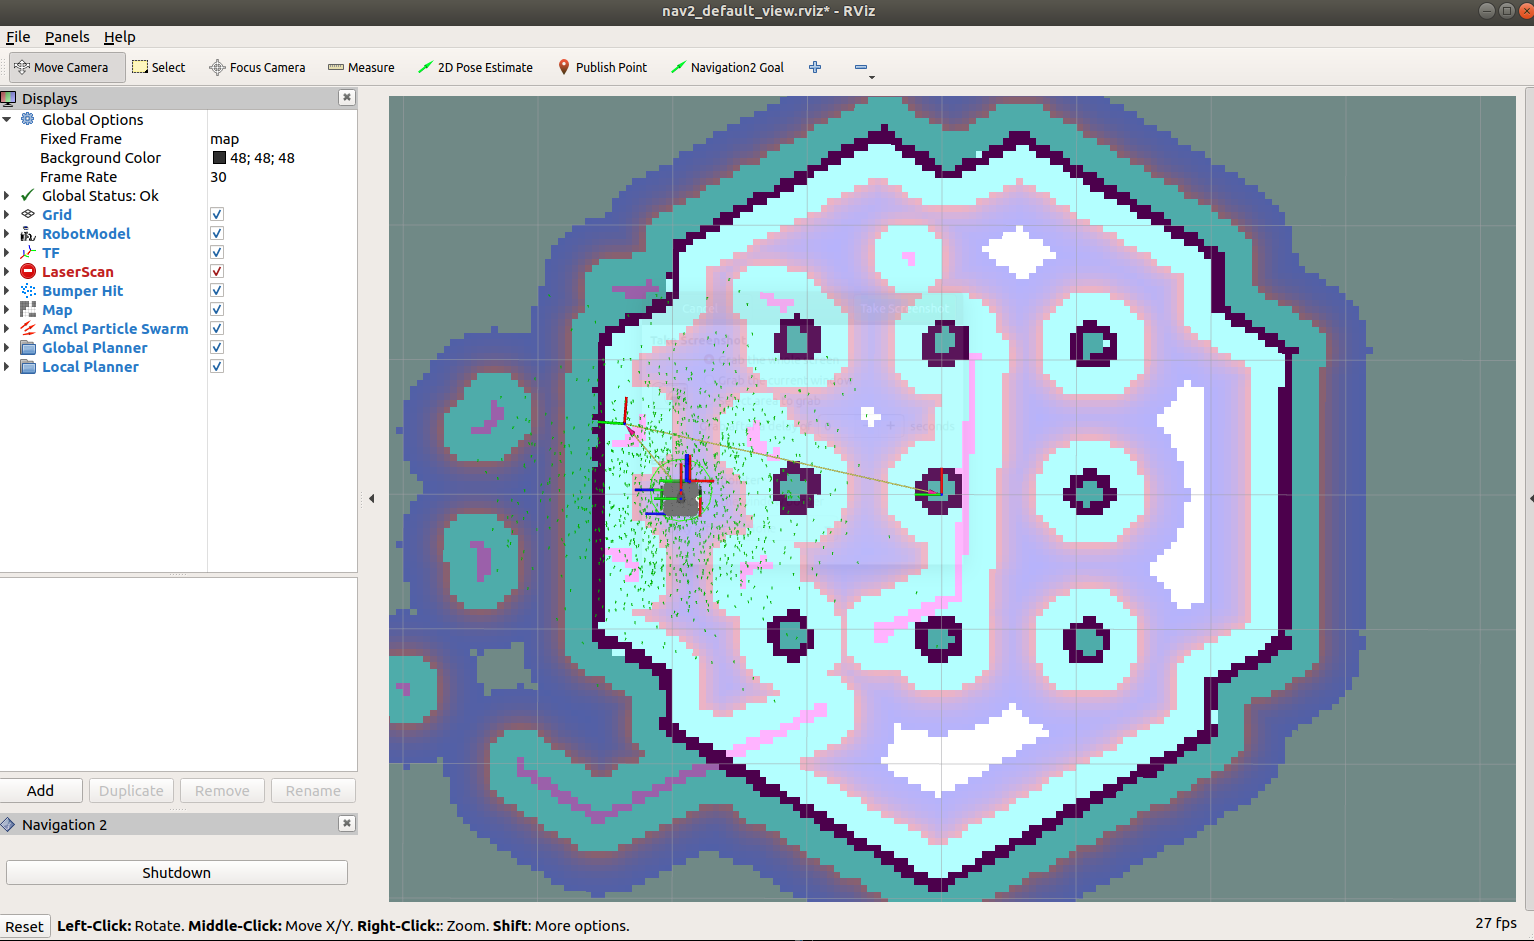 nav2_default_view.rviz* - RViz
File Panels Help
Move Camera Select Focus Camera Measure 2D Pose Estimate Publish Point Navigation2 Goal
Displays
Global Options
Fixed Frame map
Background Color 48; 48; 48
Frame Rate 30
Global Status: Ok
Grid
RobotModel
TF
LaserScan
Bumper Hit
Map
Amcl Particle Swarm
Global Planner
Local Planner
Take Screenshot
seconds
Add Duplicate Remove Rename
Navigation 2
Shutdown
Reset Left-Click: Rotate. Middle-Click: Move X/Y. Right-Click:: Zoom. Shift: More options. 27 fps